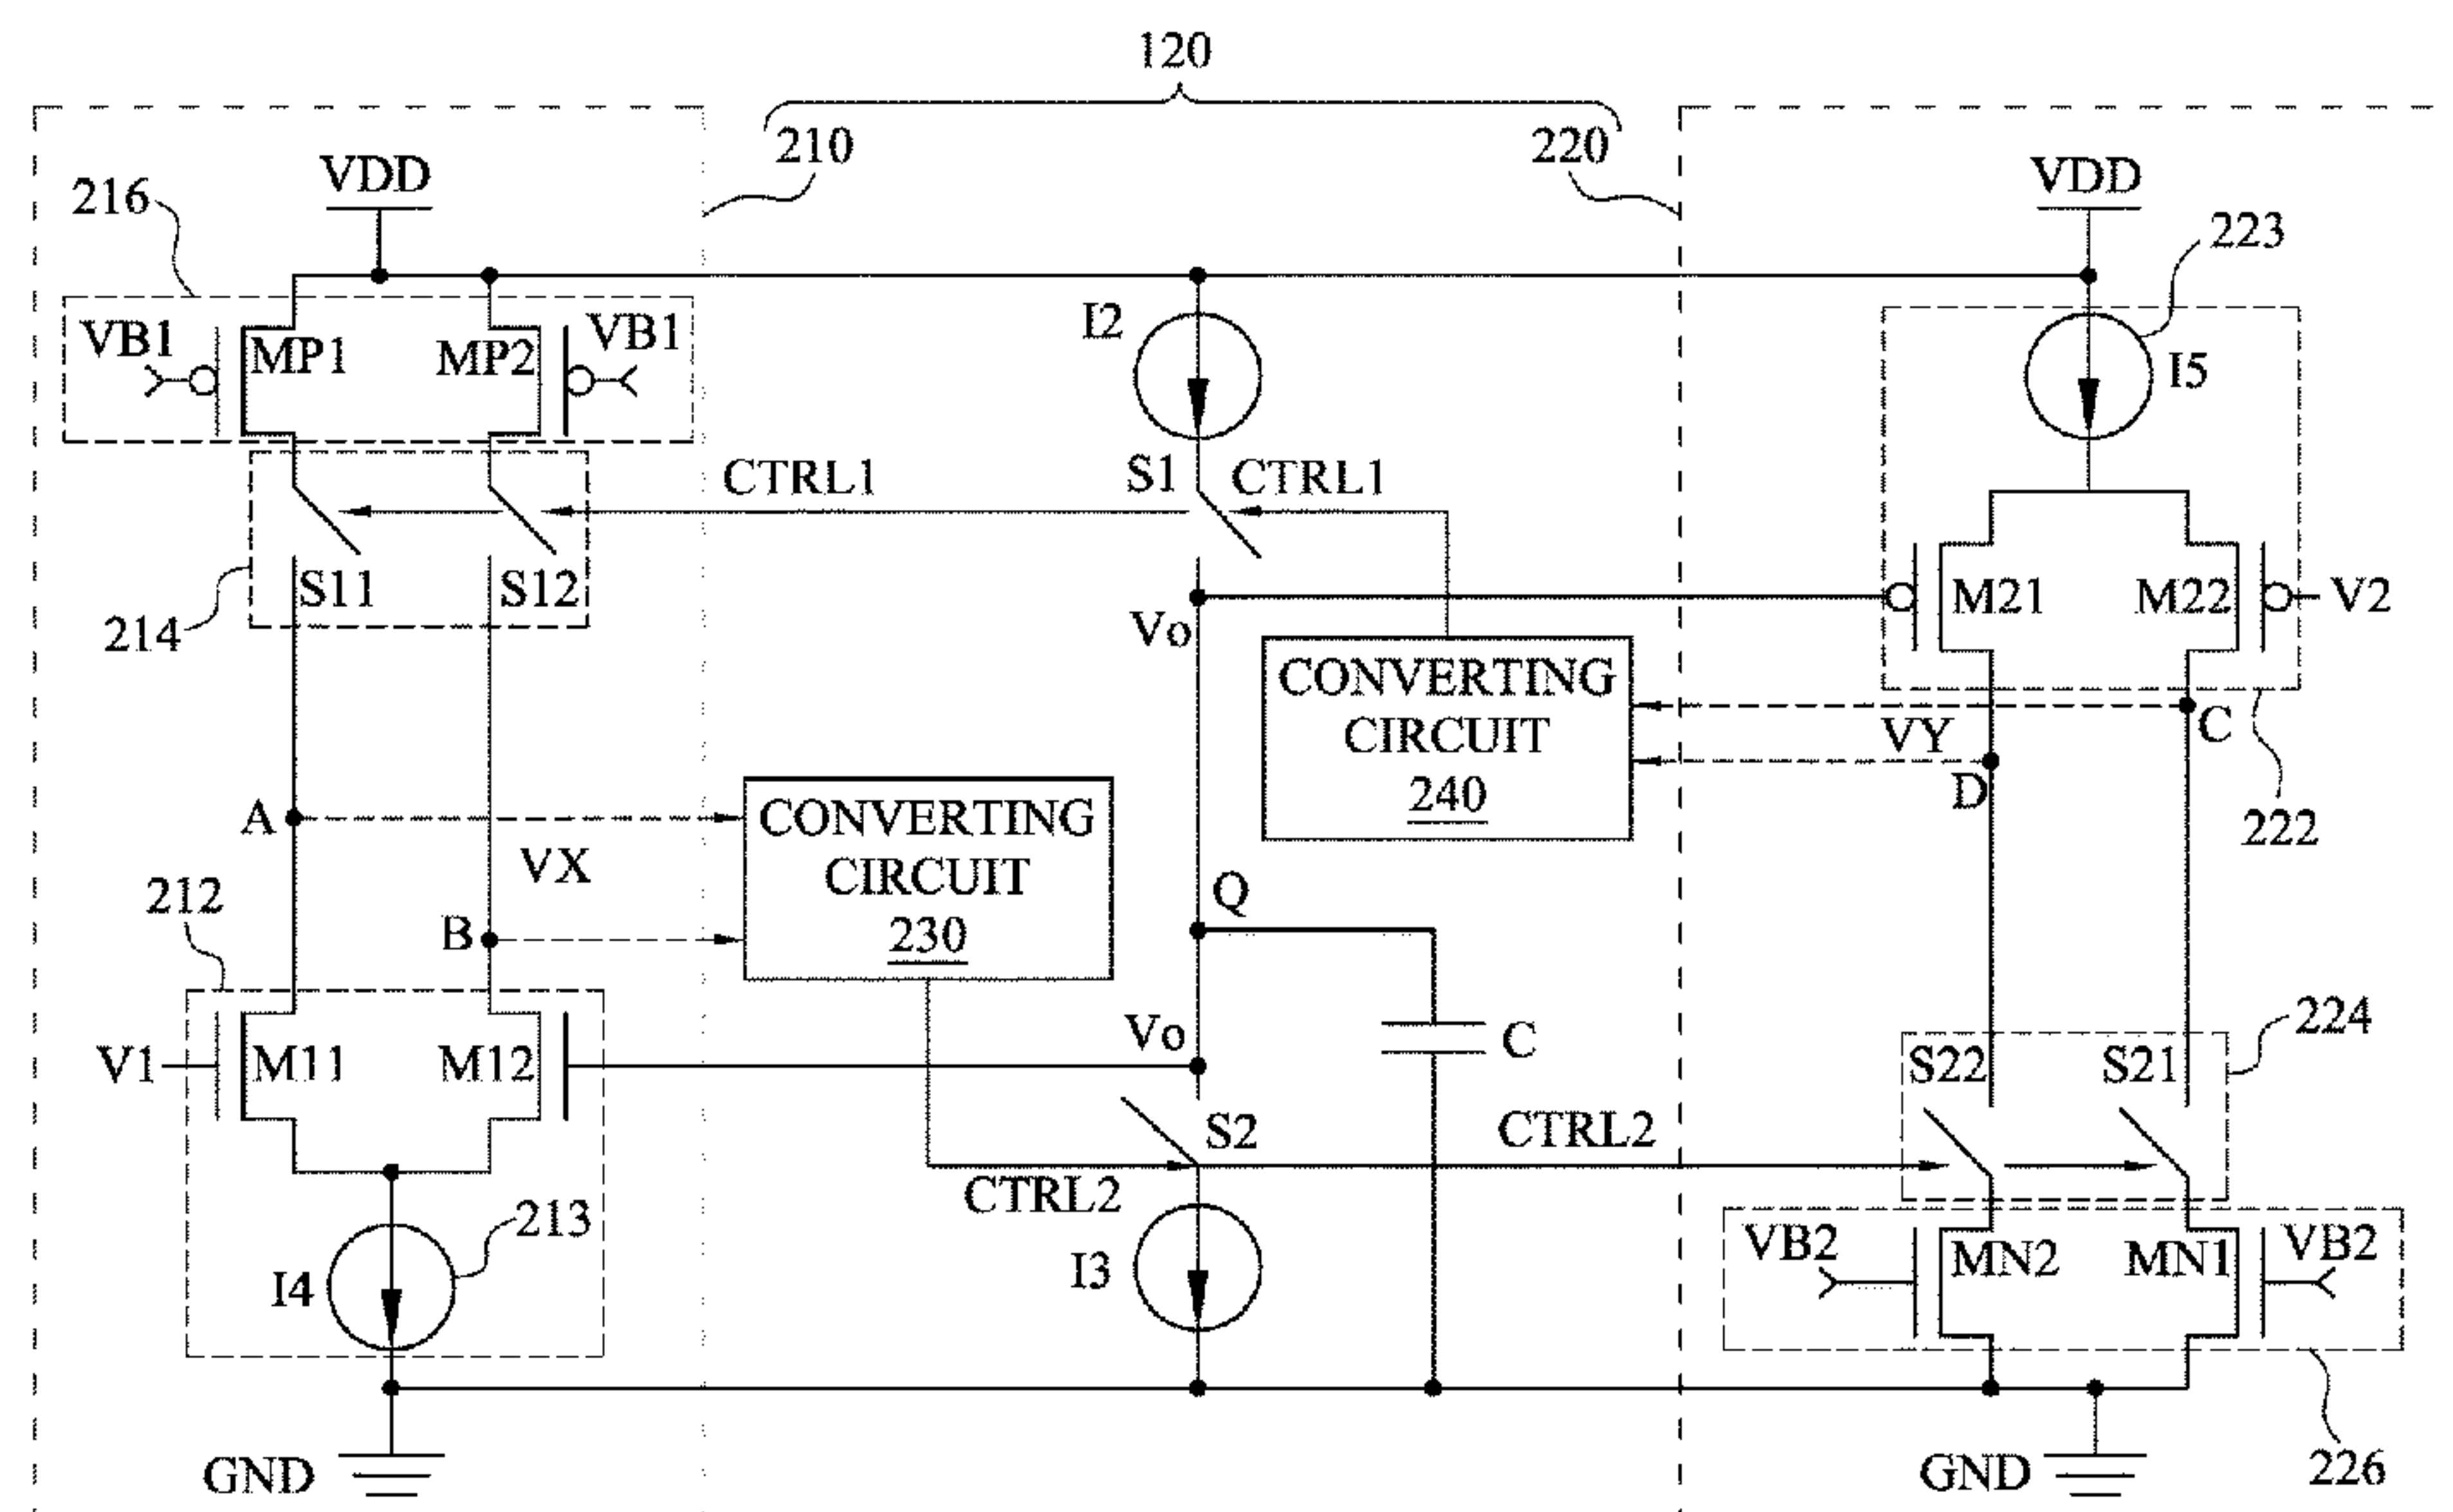 120
210
220
VDD
VDD
216
223
VB1
MP1
MP2
VB1
I2
I5
CTRL1
S1
CTRL1
S11
S12
214
Vo
M21
M22
V2
CONVERTING
CIRCUIT
240
VY
C
D
222
A
VX
CONVERTING
CIRCUIT
230
B
Q
212
V1
M11
M12
Vo
C
S22
S21
224
S2
CTRL2
CTRL2
213
I4
I3
VB2
MN2
MN1
VB2
GND
GND
226